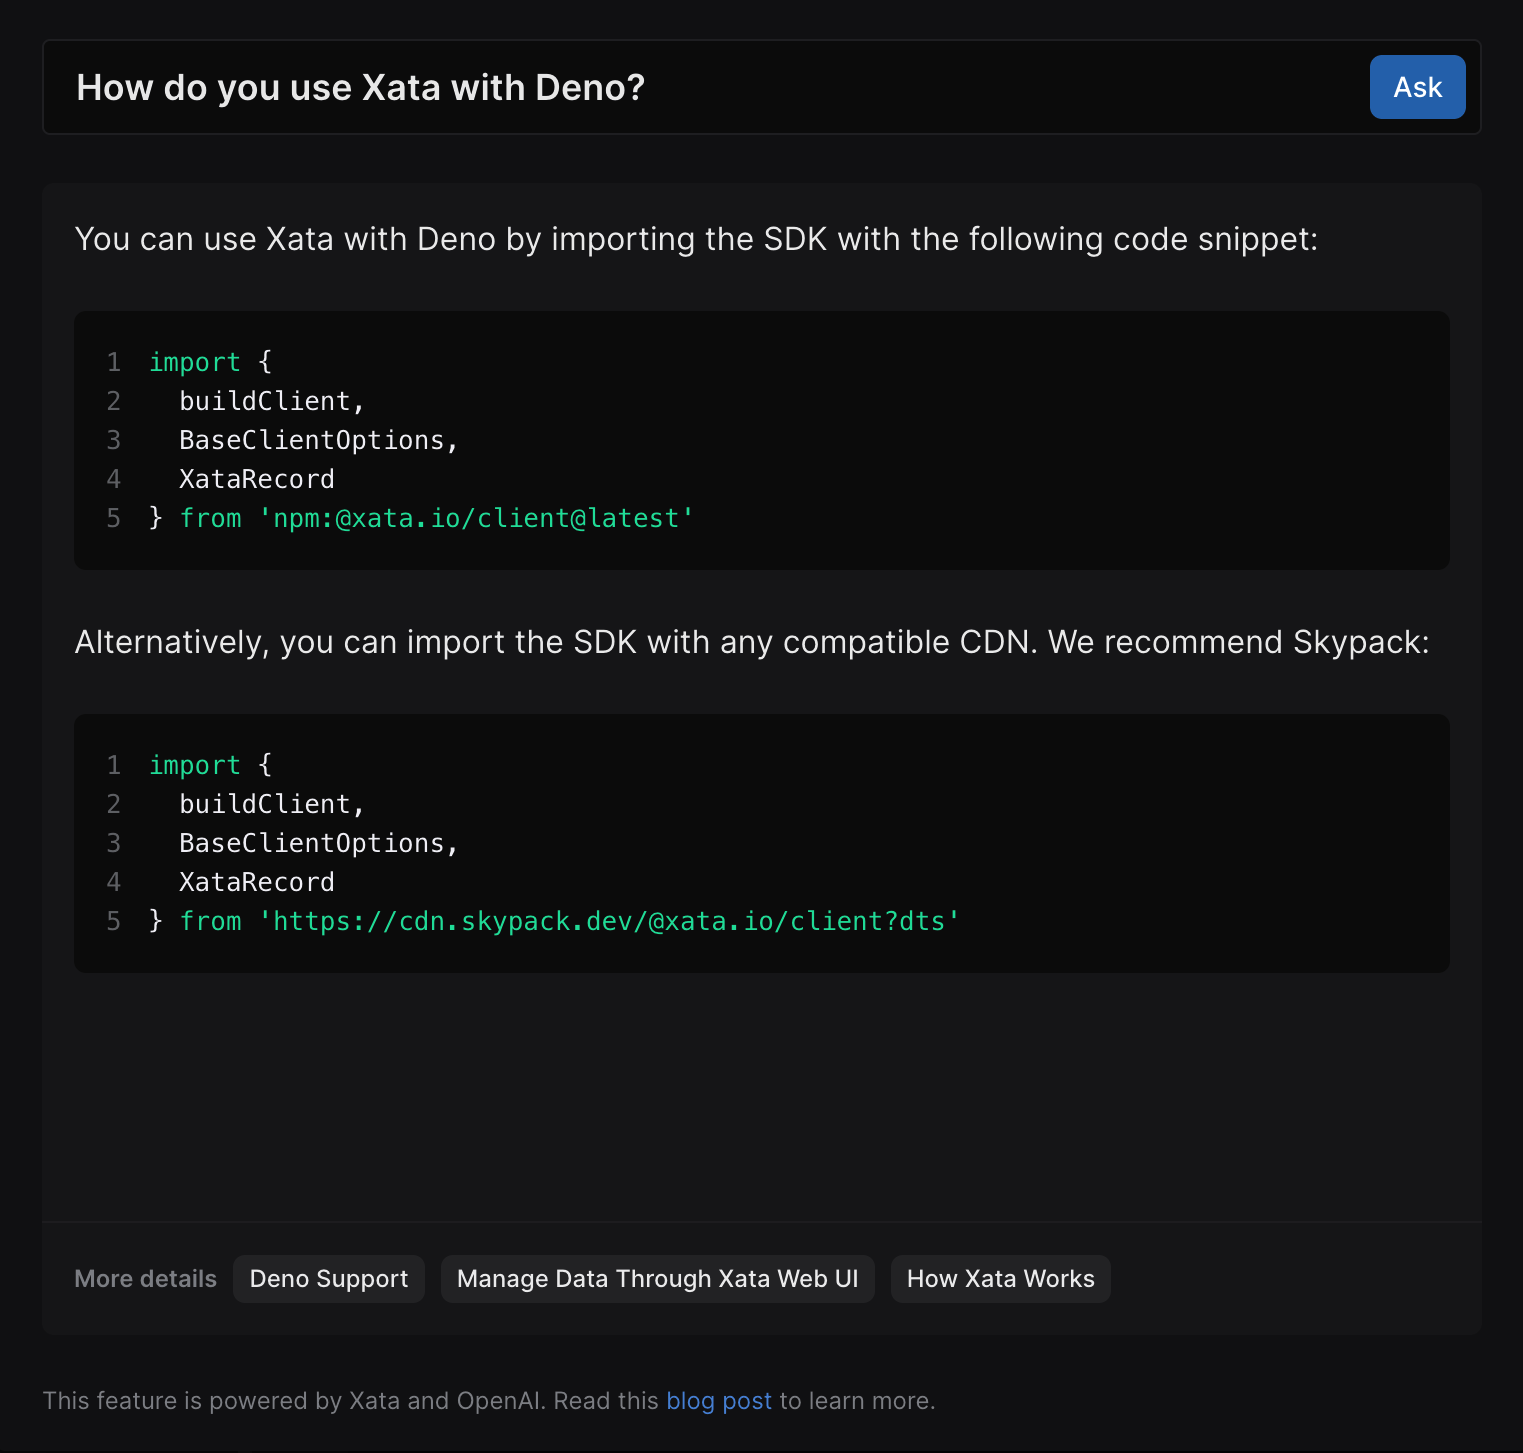 How do you use Xata with Deno?
Ask
You can use Xata with Deno by importing the SDK with the following code snippet:
1 import {
2   buildClient,
3   BaseClientOptions,
4   XataRecord
5 } from 'npm:@xata.io/client@latest'
Alternatively, you can import the SDK with any compatible CDN. We recommend Skypack:
1 import {
2   buildClient,
3   BaseClientOptions,
4   XataRecord
5 } from 'https://cdn.skypack.dev/@xata.io/client?dts'
More details Deno Support Manage Data Through Xata Web UI How Xata Works
This feature is powered by Xata and OpenAI. Read this blog post to learn more.